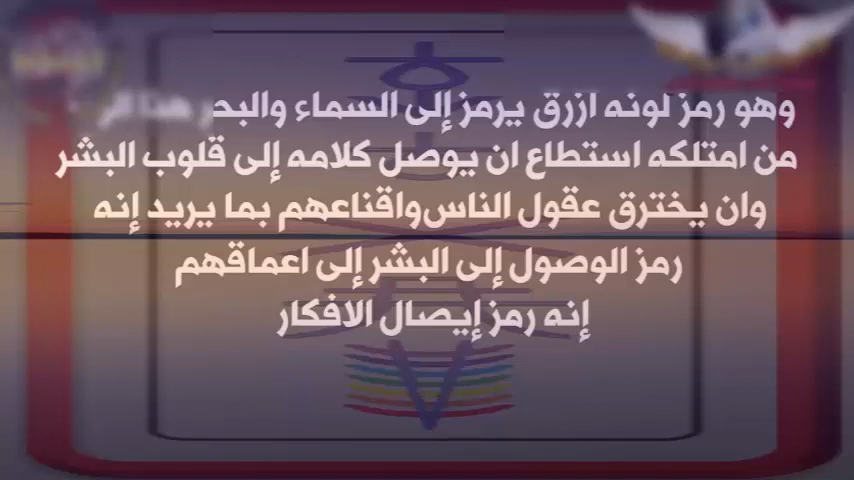 وهو رمز لونه ازرق يرمز إلى السماء والبحر هذا
من امتلكه استطاع ان يوصل كلامه إلى قلوب البشر
وان يخترق عقول الناس واقناعهم بما يريد إنه
رمز الوصول إلى البشر إلى اعماقهم
إنه رمز إيصال الافكار